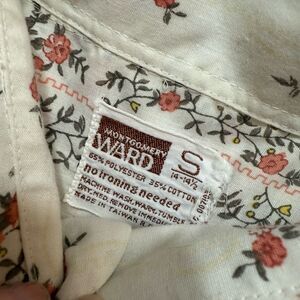 MONTGOMERY
WARD
S
14-14½
65% POLYESTER 35% COTTON
no ironing needed
MACHINE WASH, WARM, TUMBLE
DRY, MED. REMOVE IMMEDI
MADE IN TAIWAN R.